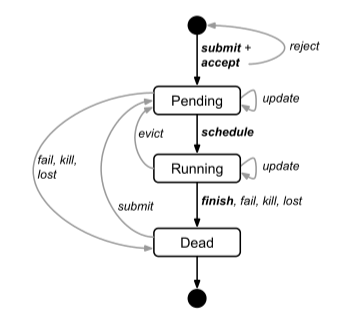 submit +
accept
reject
Pending
update
evict
schedule
fail, kill,
lost
Running
update
submit
finish, fail, kill, lost
Dead